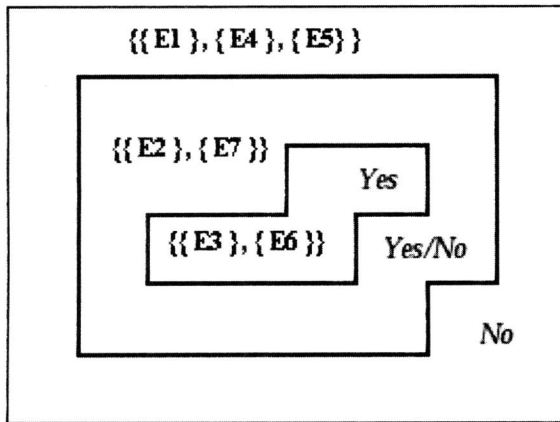 {{ E1 }, { E4 }, { E5} }
{{ E2 }, { E7 }}
Yes
{{ E3 }, { E6 }}
Yes/No
No